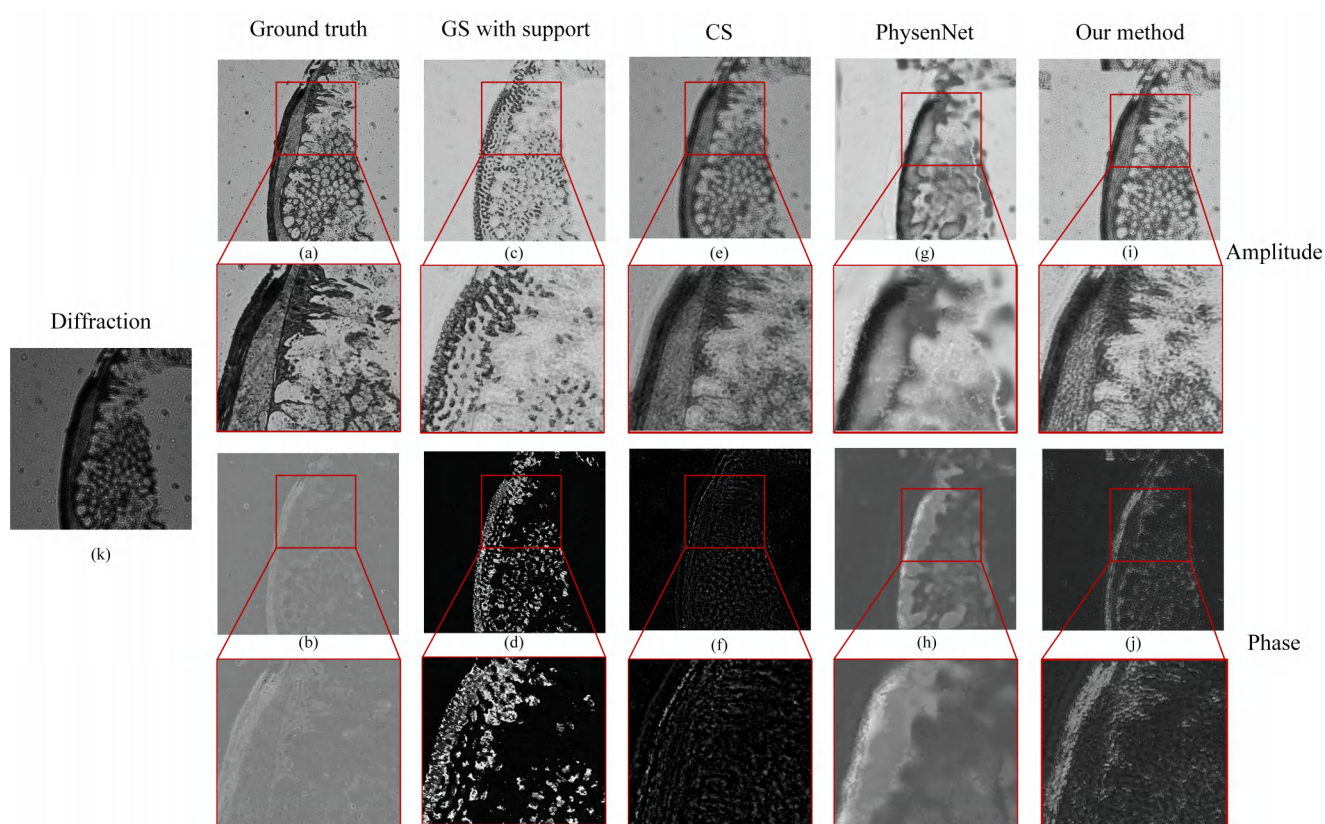 Ground truth
GS with support
CS
PhysenNet
Our method
(a)
(c)
(e)
(g)
(i)
Amplitude
Diffraction
(k)
(b)
(d)
(f)
(h)
(j)
Phase